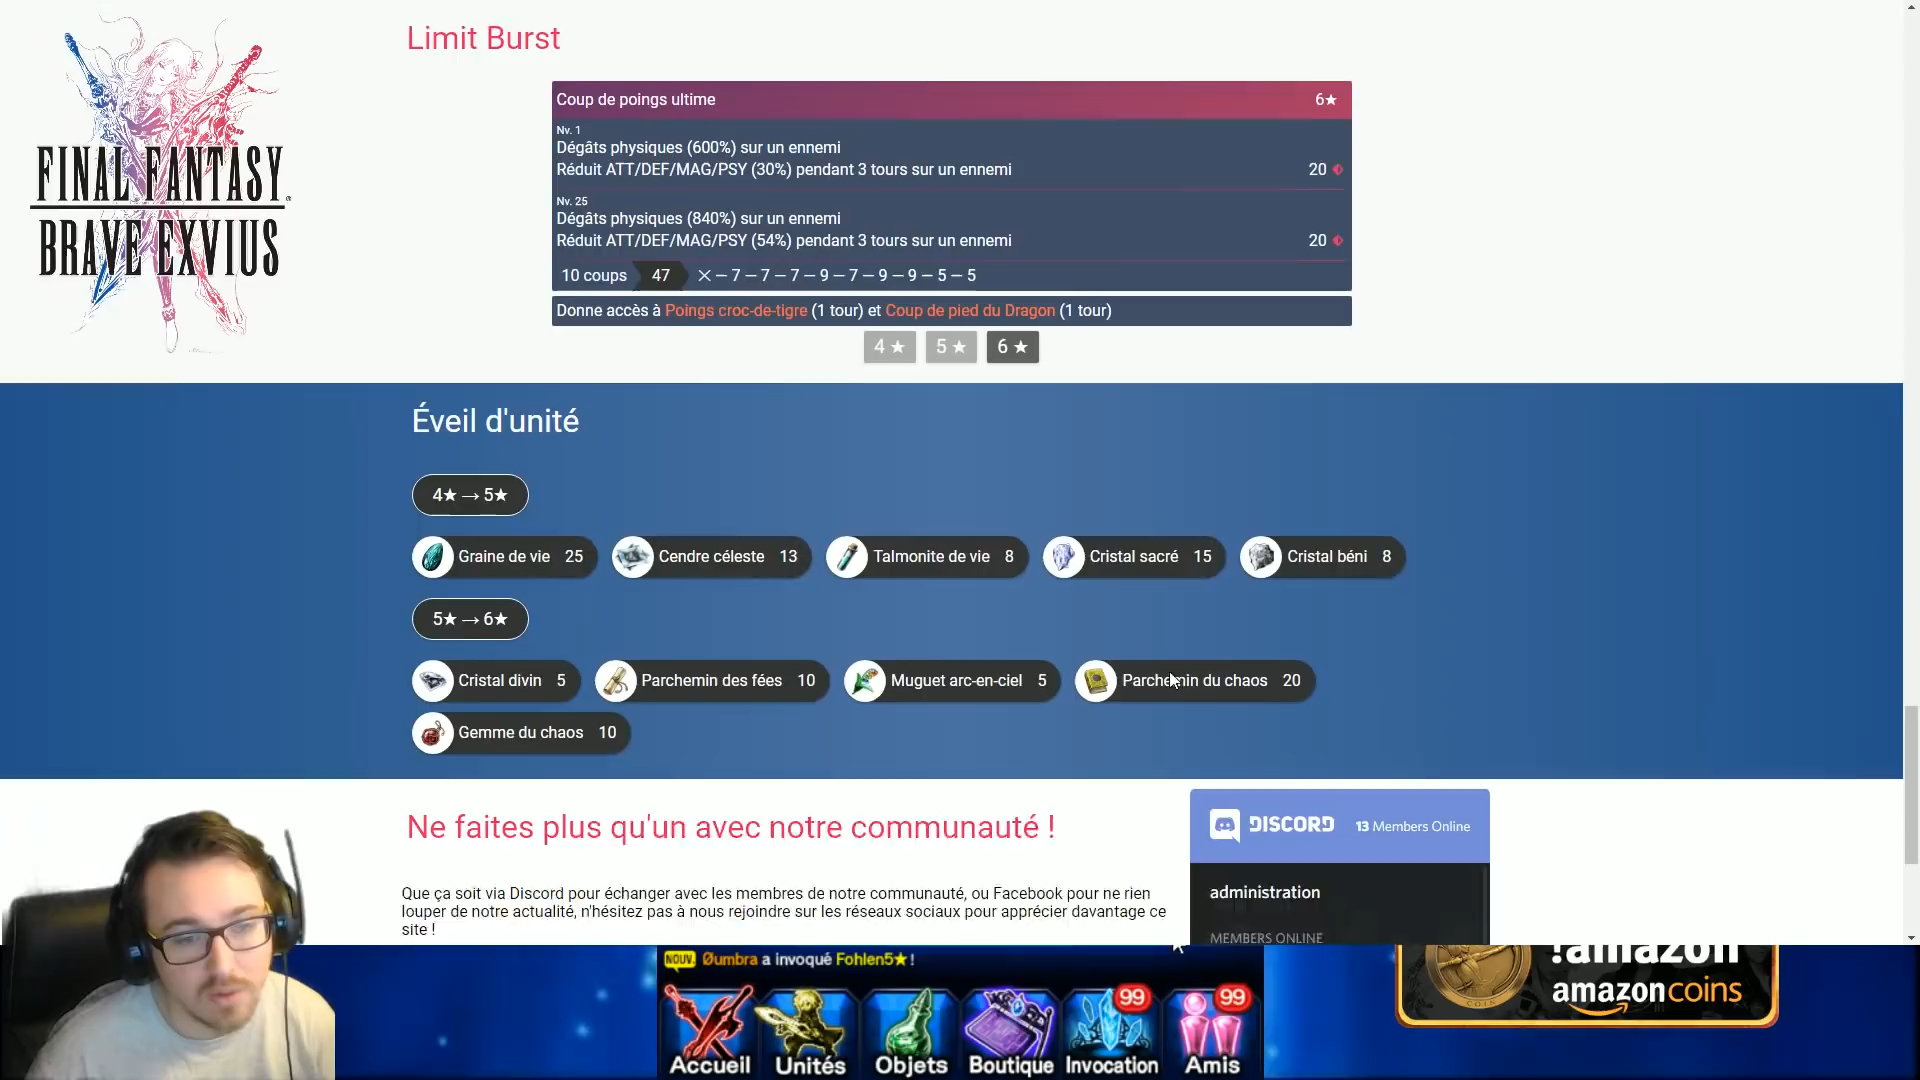 FINAL FANTASY
BRAVE EXVIUS
Limit Burst
Coup de poings ultime 6★
Nv. 1
Dégâts physiques (600%) sur un ennemi
Réduit ATT/DEF/MAG/PSY (30%) pendant 3 tours sur un ennemi 20
Nv. 25
Dégâts physiques (840%) sur un ennemi
Réduit ATT/DEF/MAG/PSY (54%) pendant 3 tours sur un ennemi 20
10 coups 47 × – 7 – 7 – 7 – 9 – 7 – 9 – 9 – 5 – 5
Donne accès à Poings croc-de-tigre (1 tour) et Coup de pied du Dragon (1 tour)
4 ★ 5 ★ 6 ★
Éveil d'unité
4★ → 5★
Graine de vie 25 Cendre céleste 13 Talmonite de vie 8 Cristal sacré 15 Cristal béni 8
5★ → 6★
Cristal divin 5 Parchemin des fées 10 Muguet arc-en-ciel 5 Parchemin du chaos 20
Gemme du chaos 10
Ne faites plus qu'un avec notre communauté !
Que ça soit via Discord pour échanger avec les membres de notre communauté, ou Facebook pour ne rien
louper de notre actualité, n'hésitez pas à nous rejoindre sur les réseaux sociaux pour apprécier davantage ce
site !
DISCORD 13 Members Online
administration
MEMBERS ONLINE
NOUV. Øumbra a invoqué Fohlen5★ !
99 99
Accueil Unités Objets Boutique Invocation Amis
!amazon
amazoncoins
COIN